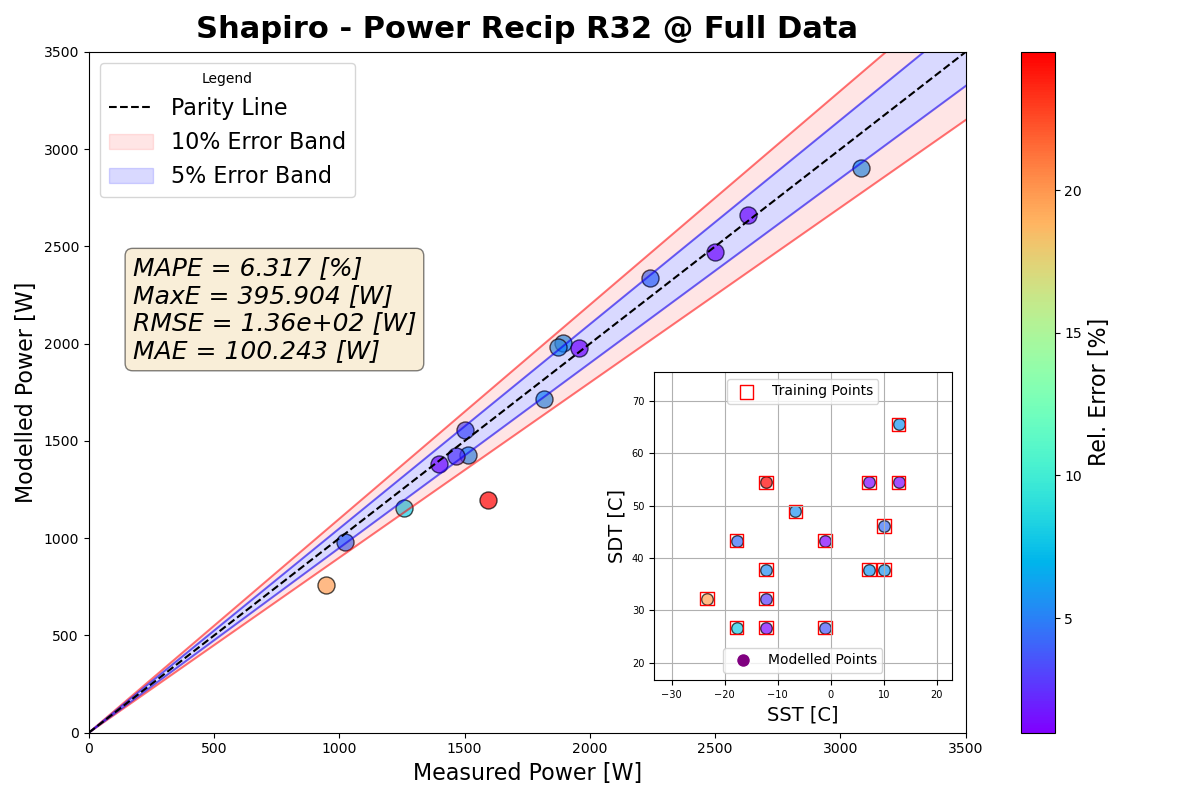 Shapiro - Power Recip R32 @ Full Data
Legend
Parity Line
10% Error Band
5% Error Band
MAPE = 6.317 [%]
MaxE = 395.904 [W]
RMSE = 1.36e+02 [W]
MAE = 100.243 [W]
Modelled Power [W]
3500
3000
2500
2000
1500
1000
500
0
0 500 1000 1500 2000 2500 3000 3500
Measured Power [W]
Training Points
SDT [C]
70
60
50
40
30
20
Modelled Points
−30 −20 −10 0 10 20
SST [C]
20
15
10
5
Rel. Error [%]